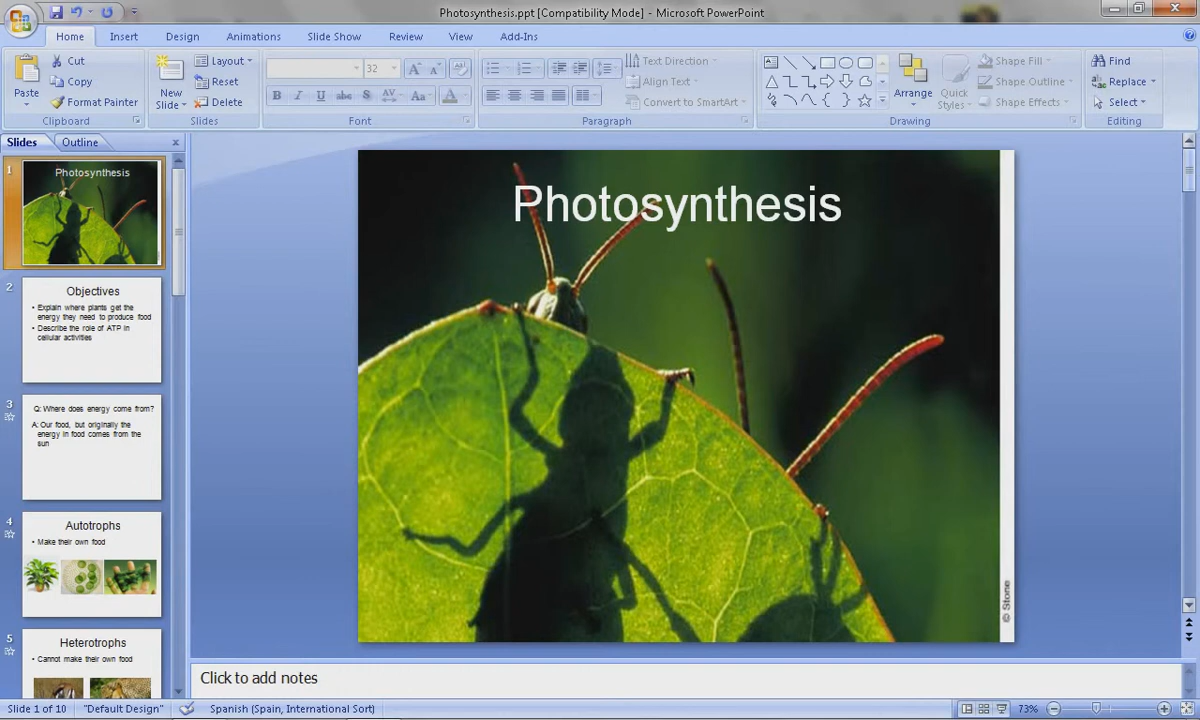 Photosynthesis.ppt [Compatibility Mode] - Microsoft PowerPoint
Home Insert Design Animations Slide Show Review View Add-Ins
Paste
Cut
Copy
Format Painter
Clipboard
New Slide
Layout
Reset
Delete
Slides
32
B I U abc S AV Aa A
Font
Text Direction
Align Text
Convert to SmartArt
Paragraph
Arrange
Quick Styles
Shape Fill
Shape Outline
Shape Effects
Drawing
Find
Replace
Select
Editing
Slides Outline
1
Photosynthesis
2
Objectives
• Explain where plants get the
energy they need to produce food
• Describe the role of ATP in
cellular activities
3
Q: Where does energy come from?
A: Our food, but originally the
energy in food comes from the
sun
4
Autotrophs
• Make their own food
5
Heterotrophs
• Cannot make their own food
Photosynthesis
© Stone
Click to add notes
Slide 1 of 10 "Default Design" Spanish (Spain, International Sort) 73%